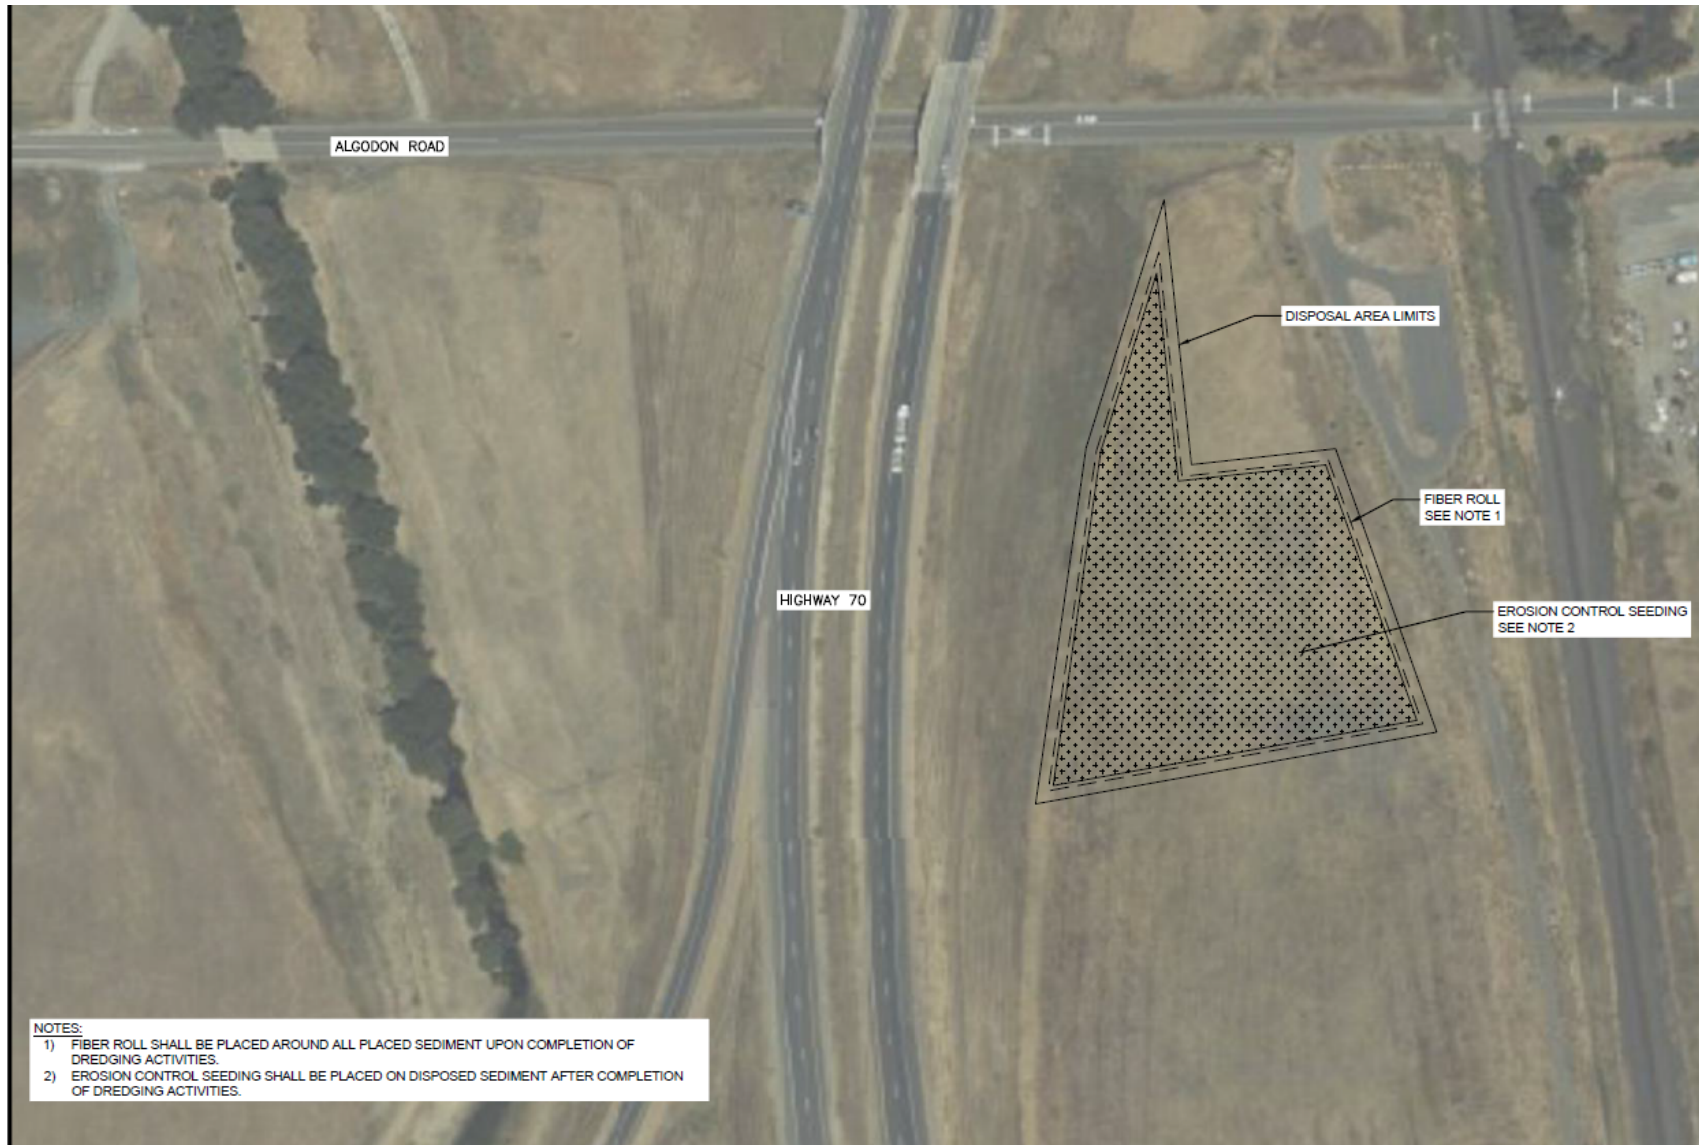 ALGODON ROAD
DISPOSAL AREA LIMITS
FIBER ROLL
SEE NOTE 1
HIGHWAY 70
EROSION CONTROL SEEDING
SEE NOTE 2
NOTES:
1) FIBER ROLL SHALL BE PLACED AROUND ALL PLACED SEDIMENT UPON COMPLETION OF
DREDGING ACTIVITIES.
2) EROSION CONTROL SEEDING SHALL BE PLACED ON DISPOSED SEDIMENT AFTER COMPLETION
OF DREDGING ACTIVITIES.